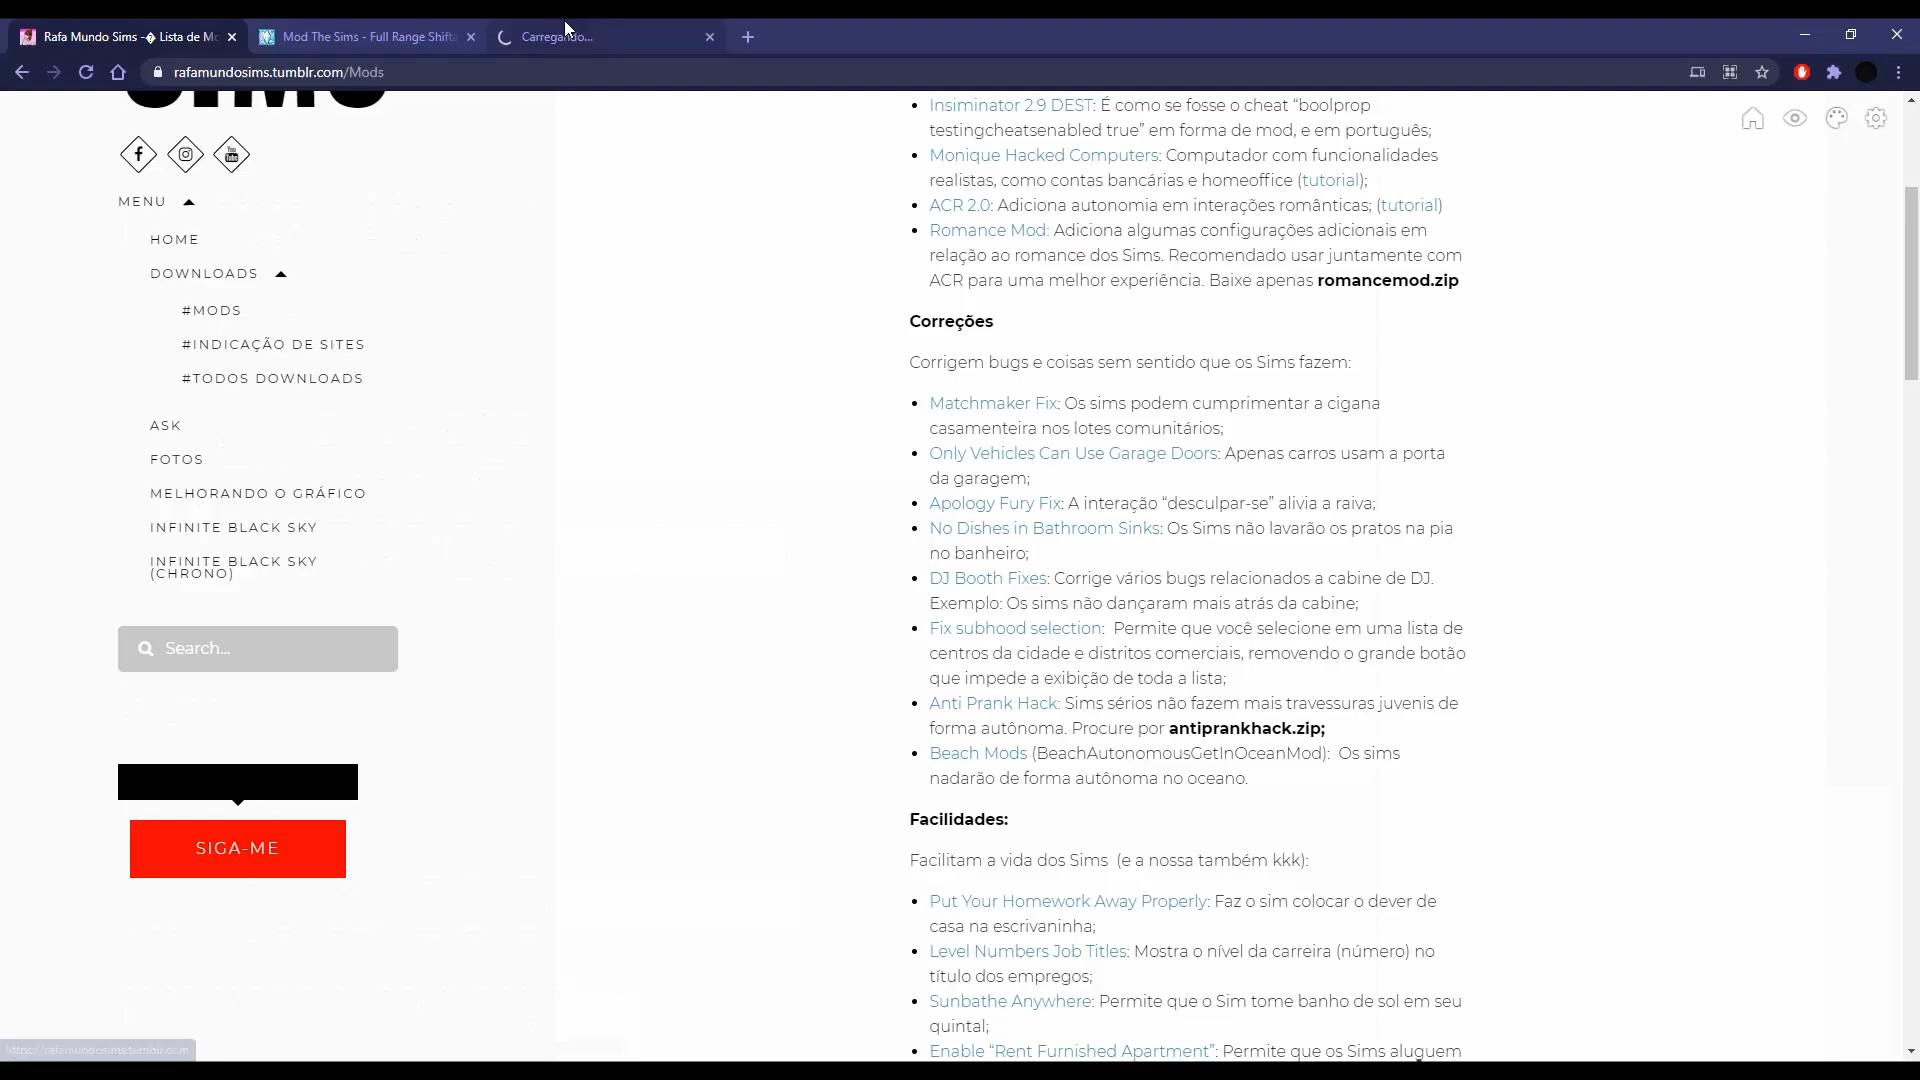 Rafa Mundo Sims -� Lista de Mo
Mod The Sims - Full Range Shifta
Carregando...
rafamundosims.tumblr.com/Mods
You
Tube
MENU
HOME
DOWNLOADS
#MODS
#INDICAÇÃO DE SITES
#TODOS DOWNLOADS
ASK
FOTOS
MELHORANDO O GRÁFICO
INFINITE BLACK SKY
INFINITE BLACK SKY
(CHRONO)
Search...
SIGA-ME
https://rafamundosims.tumblr.com
Insiminator 2.9 DEST: É como se fosse o cheat “boolprop
testingcheatsenabled true” em forma de mod, e em português;
Monique Hacked Computers: Computador com funcionalidades
realistas, como contas bancárias e homeoffice (tutorial);
ACR 2.0: Adiciona autonomia em interações românticas; (tutorial)
Romance Mod: Adiciona algumas configurações adicionais em
relação ao romance dos Sims. Recomendado usar juntamente com
ACR para uma melhor experiência. Baixe apenas romancemod.zip
Correções
Corrigem bugs e coisas sem sentido que os Sims fazem:
Matchmaker Fix: Os sims podem cumprimentar a cigana
casamenteira nos lotes comunitários;
Only Vehicles Can Use Garage Doors: Apenas carros usam a porta
da garagem;
Apology Fury Fix: A interação “desculpar-se” alivia a raiva;
No Dishes in Bathroom Sinks: Os Sims não lavarão os pratos na pia
no banheiro;
DJ Booth Fixes: Corrige vários bugs relacionados a cabine de DJ.
Exemplo: Os sims não dançaram mais atrás da cabine;
Fix subhood selection: Permite que você selecione em uma lista de
centros da cidade e distritos comerciais, removendo o grande botão
que impede a exibição de toda a lista;
Anti Prank Hack: Sims sérios não fazem mais travessuras juvenis de
forma autônoma. Procure por antiprankhack.zip;
Beach Mods (BeachAutonomousGetInOceanMod): Os sims
nadarão de forma autônoma no oceano.
Facilidades:
Facilitam a vida dos Sims (e a nossa também kkk):
Put Your Homework Away Properly: Faz o sim colocar o dever de
casa na escrivaninha;
Level Numbers Job Titles: Mostra o nível da carreira (número) no
título dos empregos;
Sunbathe Anywhere: Permite que o Sim tome banho de sol em seu
quintal;
Enable “Rent Furnished Apartment”: Permite que os Sims aluguem